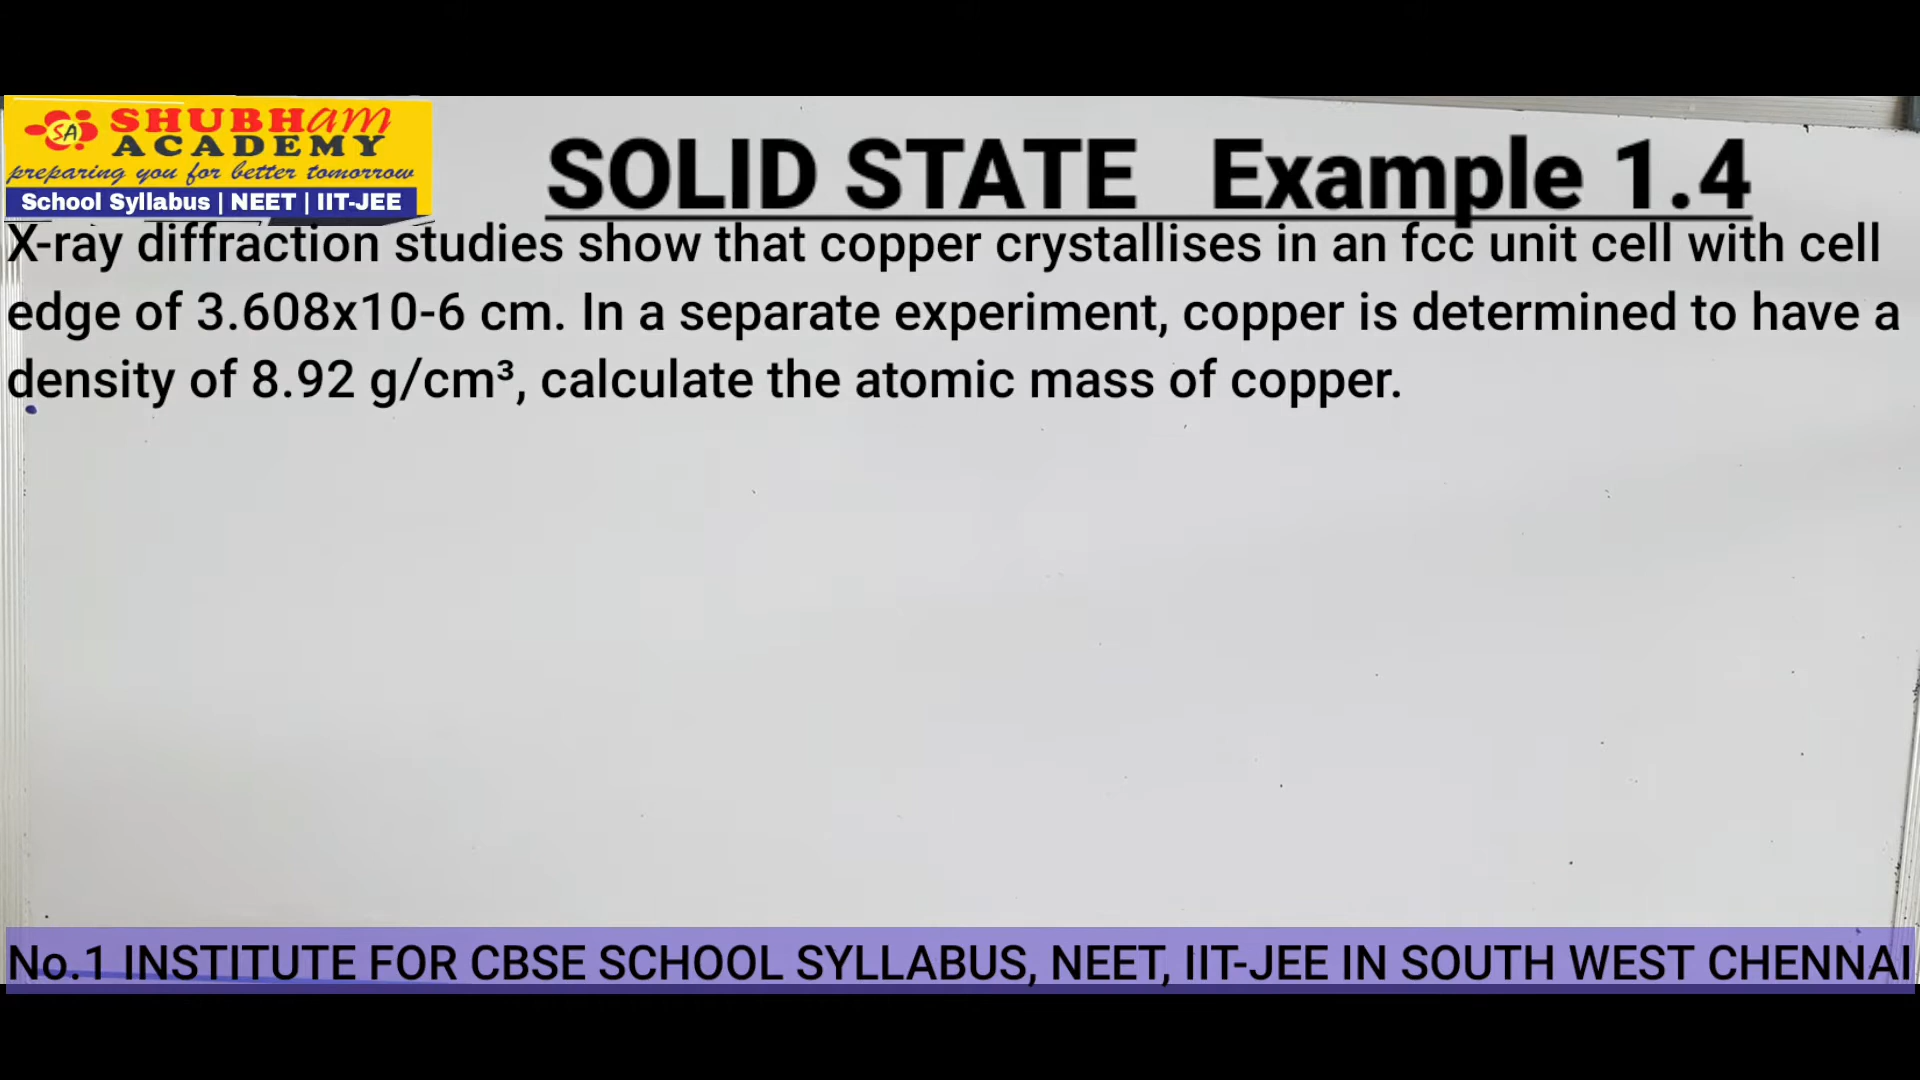 SA SHUBHam
ACADEMY
preparing you for better tomorrow
School Syllabus | NEET | IIT-JEE
SOLID STATE Example 1.4
X-ray diffraction studies show that copper crystallises in an fcc unit cell with cell
edge of 3.608x10-6 cm. In a separate experiment, copper is determined to have a
density of 8.92 g/cm³, calculate the atomic mass of copper.
No.1 INSTITUTE FOR CBSE SCHOOL SYLLABUS, NEET, IIT-JEE IN SOUTH WEST CHENNAI